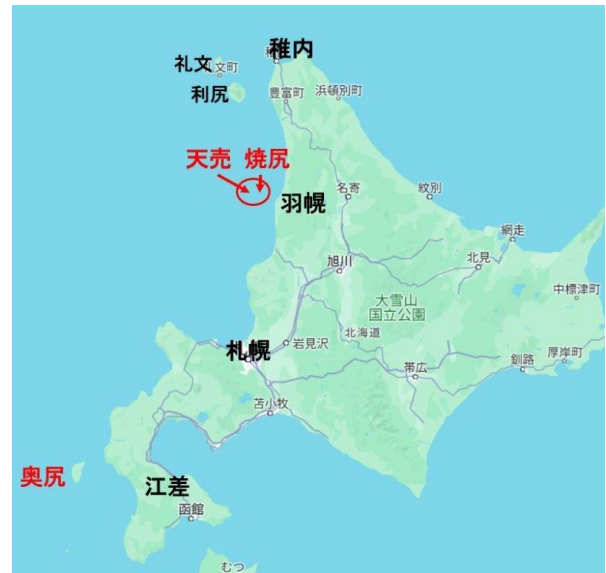 稚内
礼文
礼文町
利尻
豊富町
浜頓別町
天売 焼尻
羽幌
名寄
紋別
網走
北見
旭川
大雪山
国立公園
中標津町
札幌
岩見沢
北海道
帯広
釧路
厚岸町
苫小牧
奥尻
江差
函館
むつ